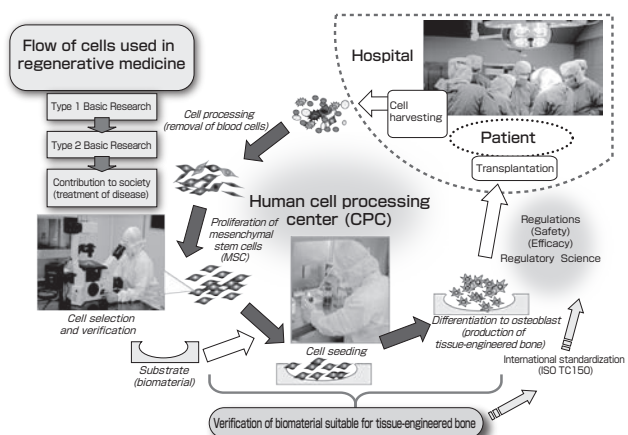 Flow of cells used in
regenerative medicine
Type 1 Basic Research
Type 2 Basic Research
Contribution to society
(treatment of disease)
Hospital
Cell
harvesting
Patient
Transplantation
Cell processing
(removal of blood cells)
Human cell processing
center (CPC)
Proliferation of
mesenchymal
stem cells
(MSC)
Regulations
(Safety)
(Efficacy)
Regulatory Science
Cell selection
and verification
Cell seeding
Differentiation to osteoblast
(production of
tissue-engineered bone)
Substrate
(biomaterial)
International standardization
(ISO TC150)
Verification of biomaterial suitable for tissue-engineered bone